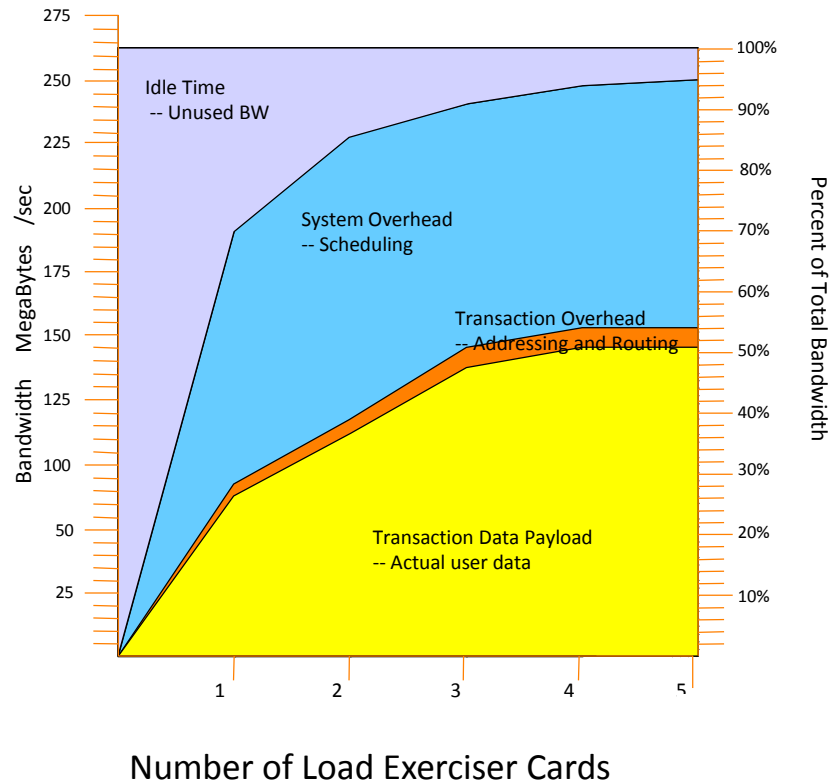 275
250
225
200
175
150
125
100
50
25
Bandwidth MegaBytes /sec
Idle Time
-- Unused BW
System Overhead
-- Scheduling
Transaction Overhead
-- Addressing and Routing
Transaction Data Payload
-- Actual user data
100%
90%
80%
70%
60%
50%
40%
30%
20%
10%
Percent of Total Bandwidth
1 2 3 4 5
Number of Load Exerciser Cards